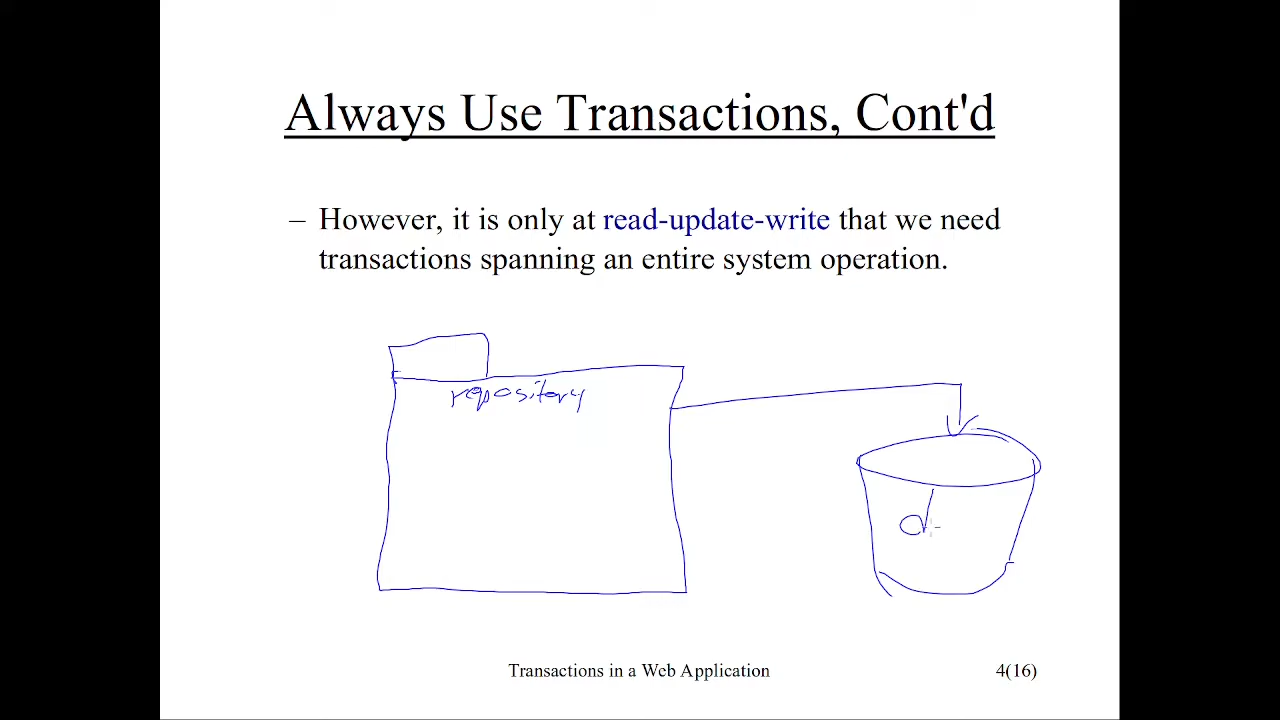 Always Use Transactions, Cont'd
– However, it is only at read-update-write that we need
transactions spanning an entire system operation.
repository
d
Transactions in a Web Application
4(16)